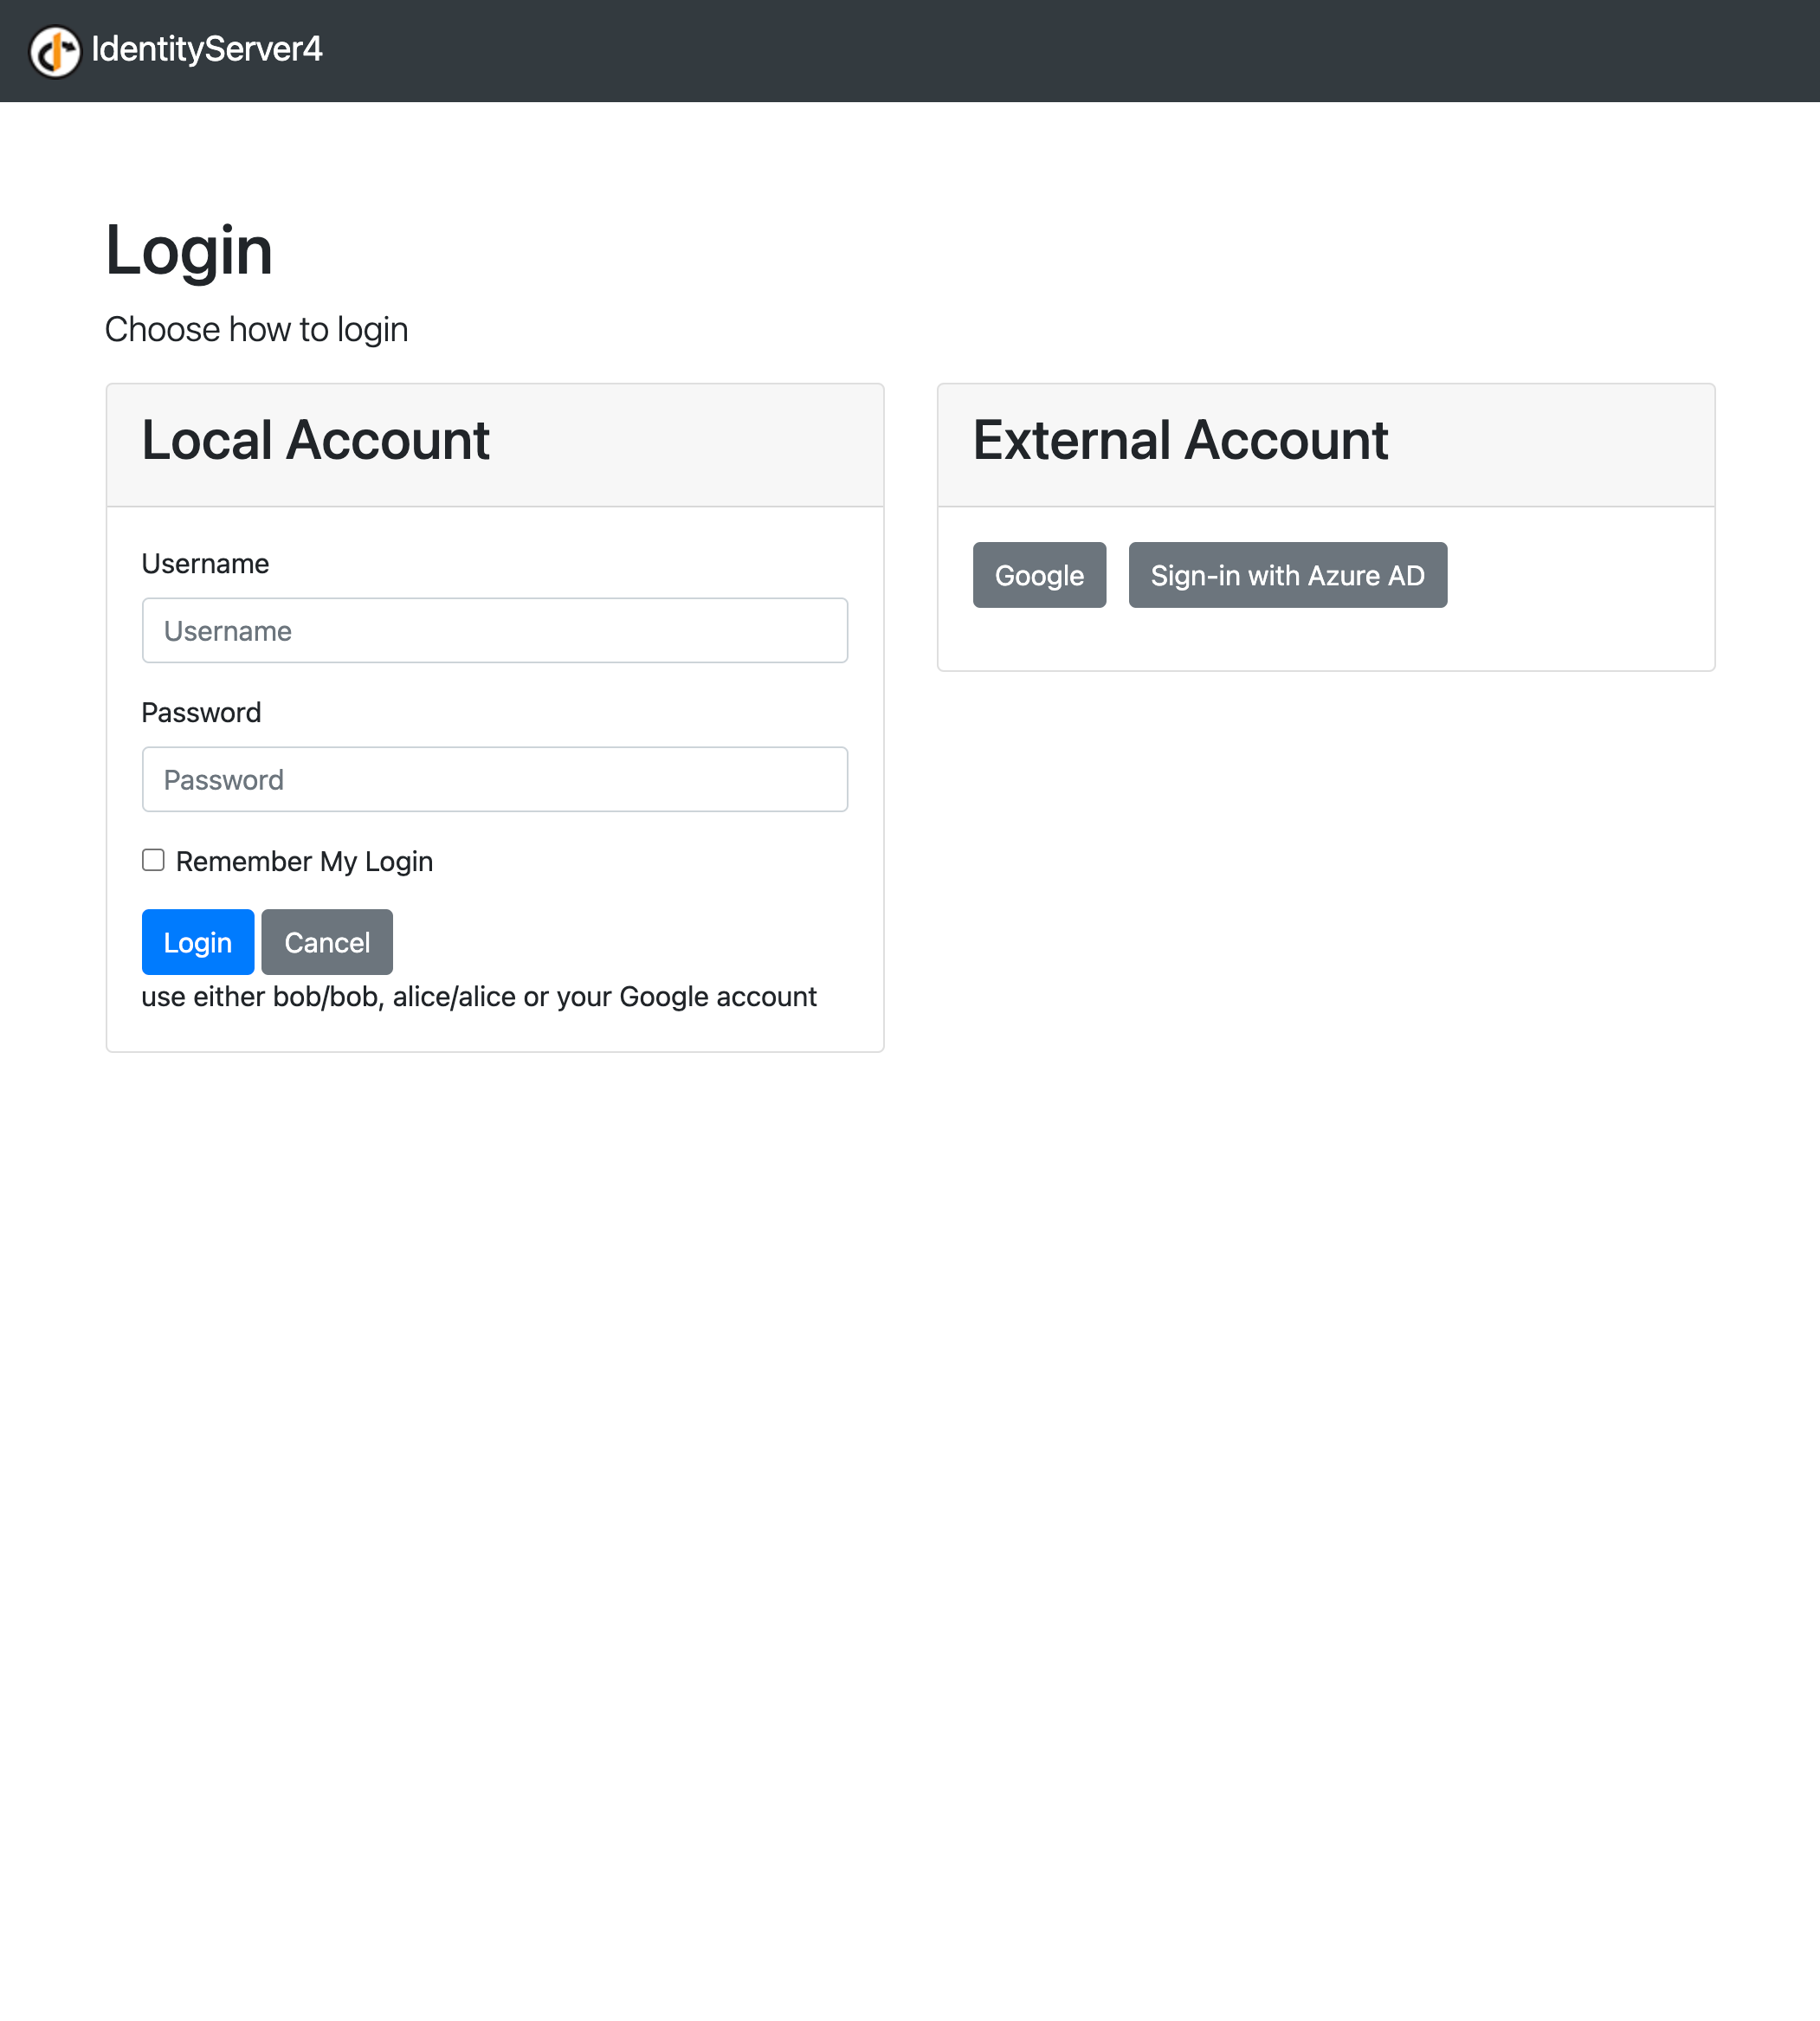 IdentityServer4
Login
Choose how to login
Local Account
Username
Username
Password
Password
Remember My Login
Login Cancel
use either bob/bob, alice/alice or your Google account
External Account
Google Sign-in with Azure AD